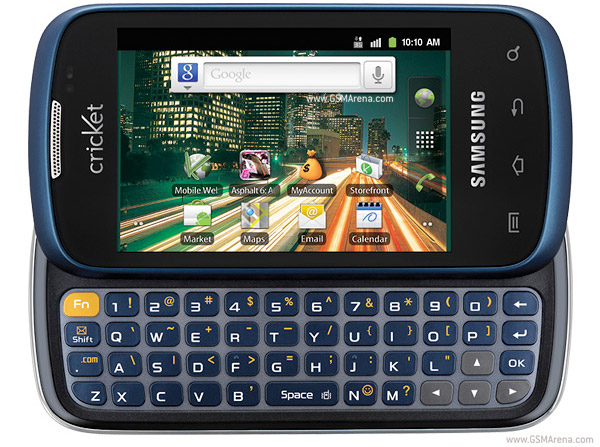 10:10 AM
8 Google
www.GSMArena.com
cricket
SAMSUNG
Mobile Wel Asphalt 6: A MyAccount Storefront
Market Maps Email Calendar
Fn 1 ! 2 @ 3 # 4 $ 5 % 6 ^ 7 & 8 * 9 ( 0 )
Shift Q ` W ~ E + R - T _ Y / U { I } O [ P ]
.com A \ S | D < F > G = H ; J : K ' L " OK
Z X C V B Space N M ?
www.GSMArena.com